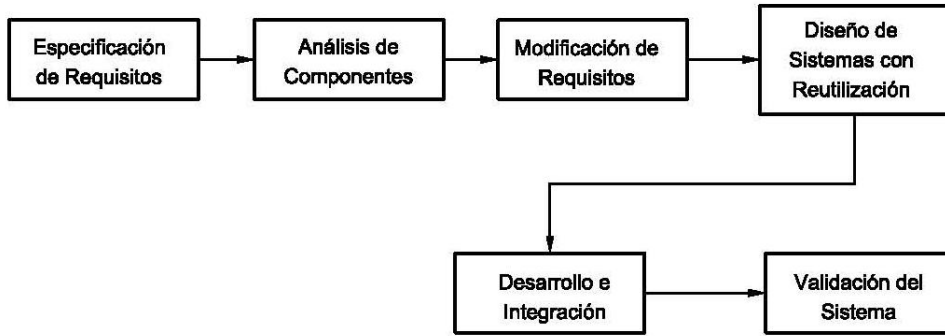 Especificación
de Requisitos
Análisis de
Componentes
Modificación de
Requisitos
Diseño de
Sistemas con
Reutilización
Desarrollo e
Integración
Validación del
Sistema